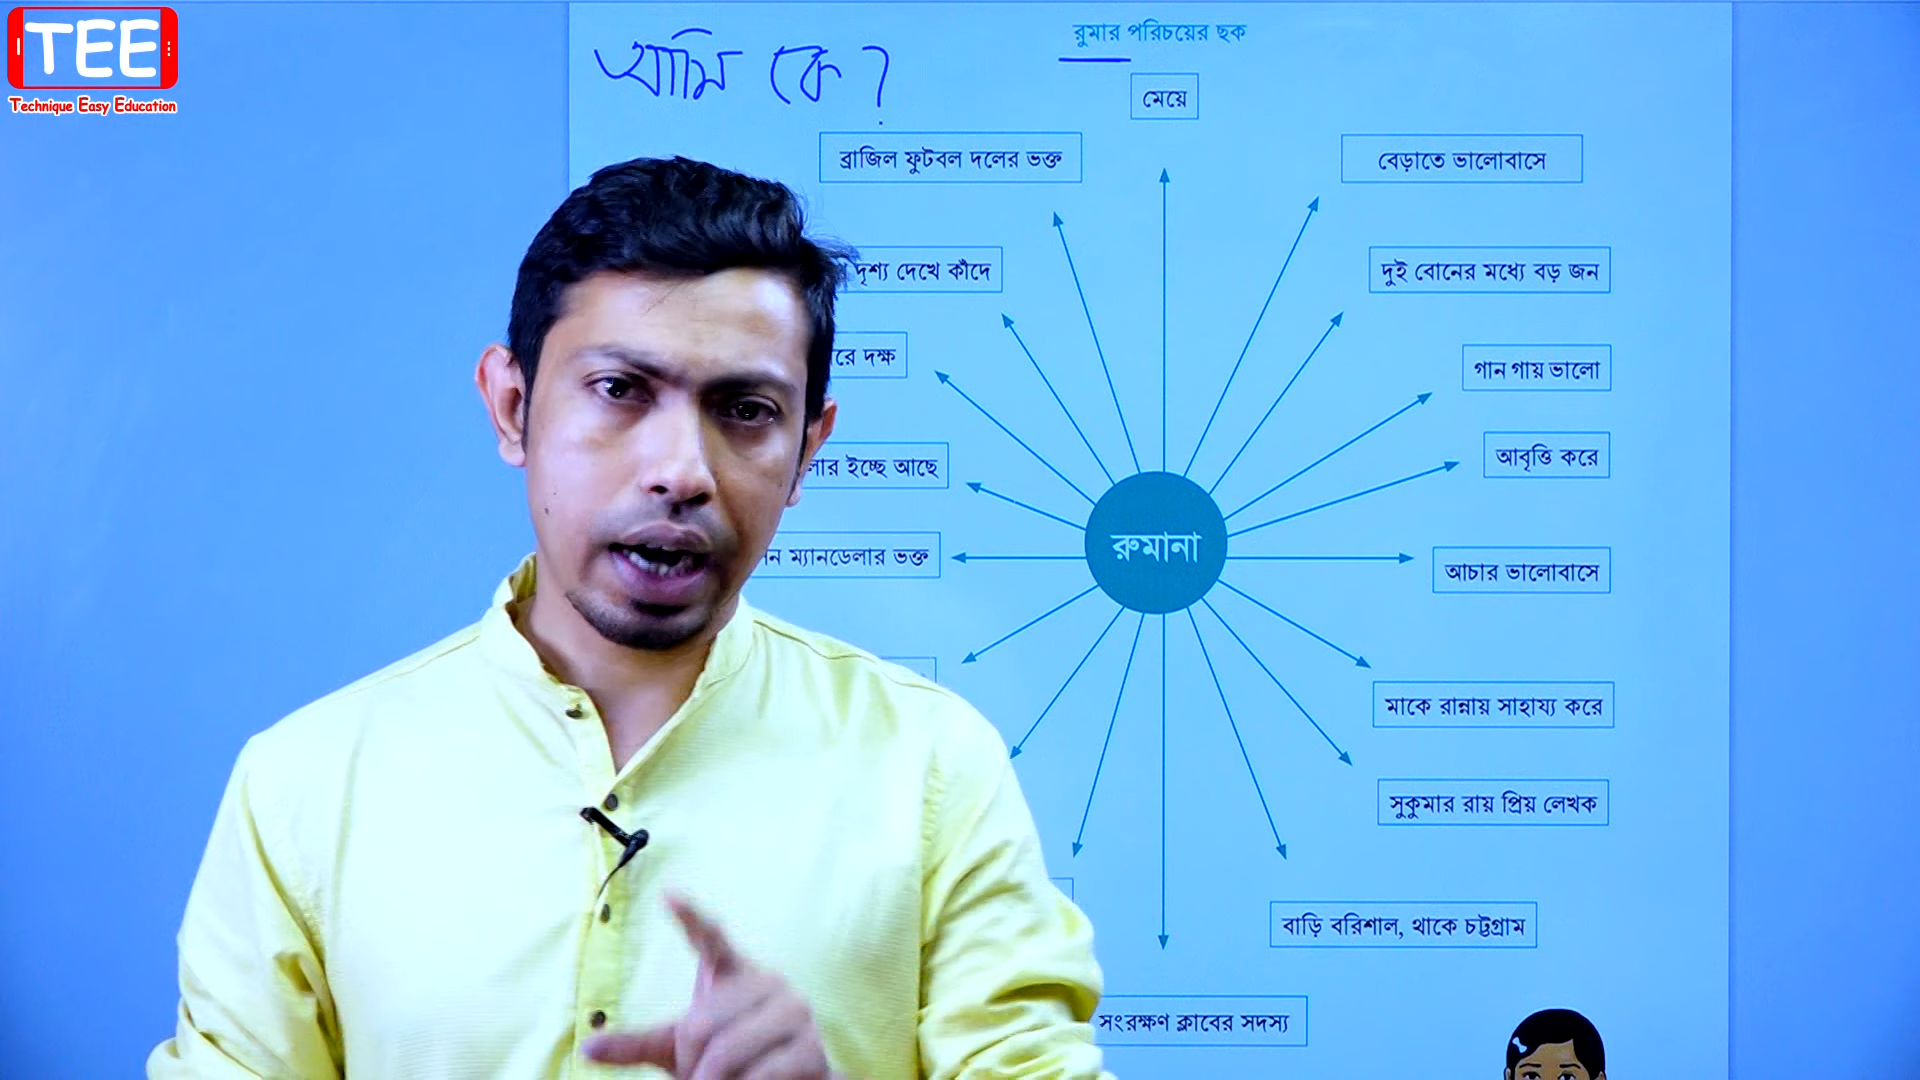 TEE
Technique Easy Education
আমি কে?
রুমার পরিচয়ের ছক
মেয়ে
ব্রাজিল ফুটবল দলের ভক্ত
বেড়াতে ভালোবাসে
দৃশ্য দেখে কাঁদে
দুই বোনের মধ্যে বড় জন
দক্ষ
গান গায় ভালো
ইচ্ছে আছে
আবৃত্তি করে
ম্যানডেলার ভক্ত
রুমানা
আচার ভালোবাসে
মাকে রান্নায় সাহায্য করে
সুকুমার রায় প্রিয় লেখক
বাড়ি বরিশাল, থাকে চট্টগ্রাম
সংরক্ষণ ক্লাবের সদস্য